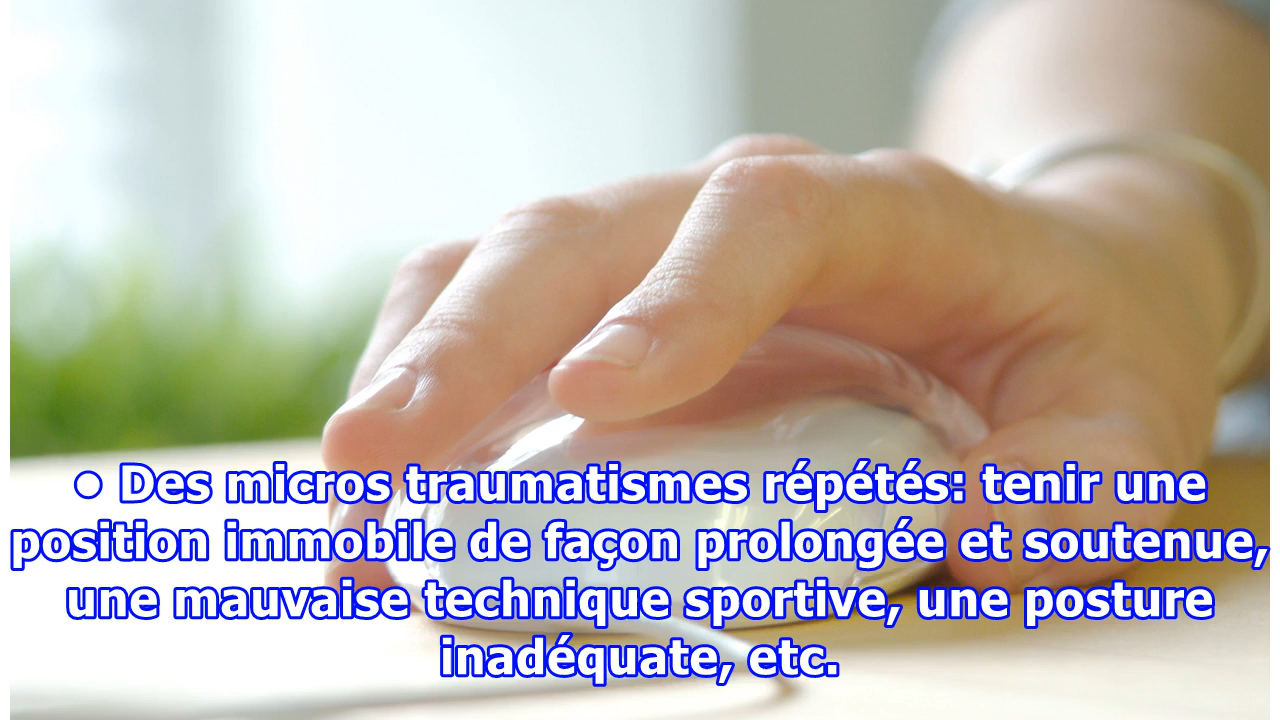 • Des micros traumatismes répétés: tenir une
position immobile de façon prolongée et soutenue,
une mauvaise technique sportive, une posture
inadéquate, etc.